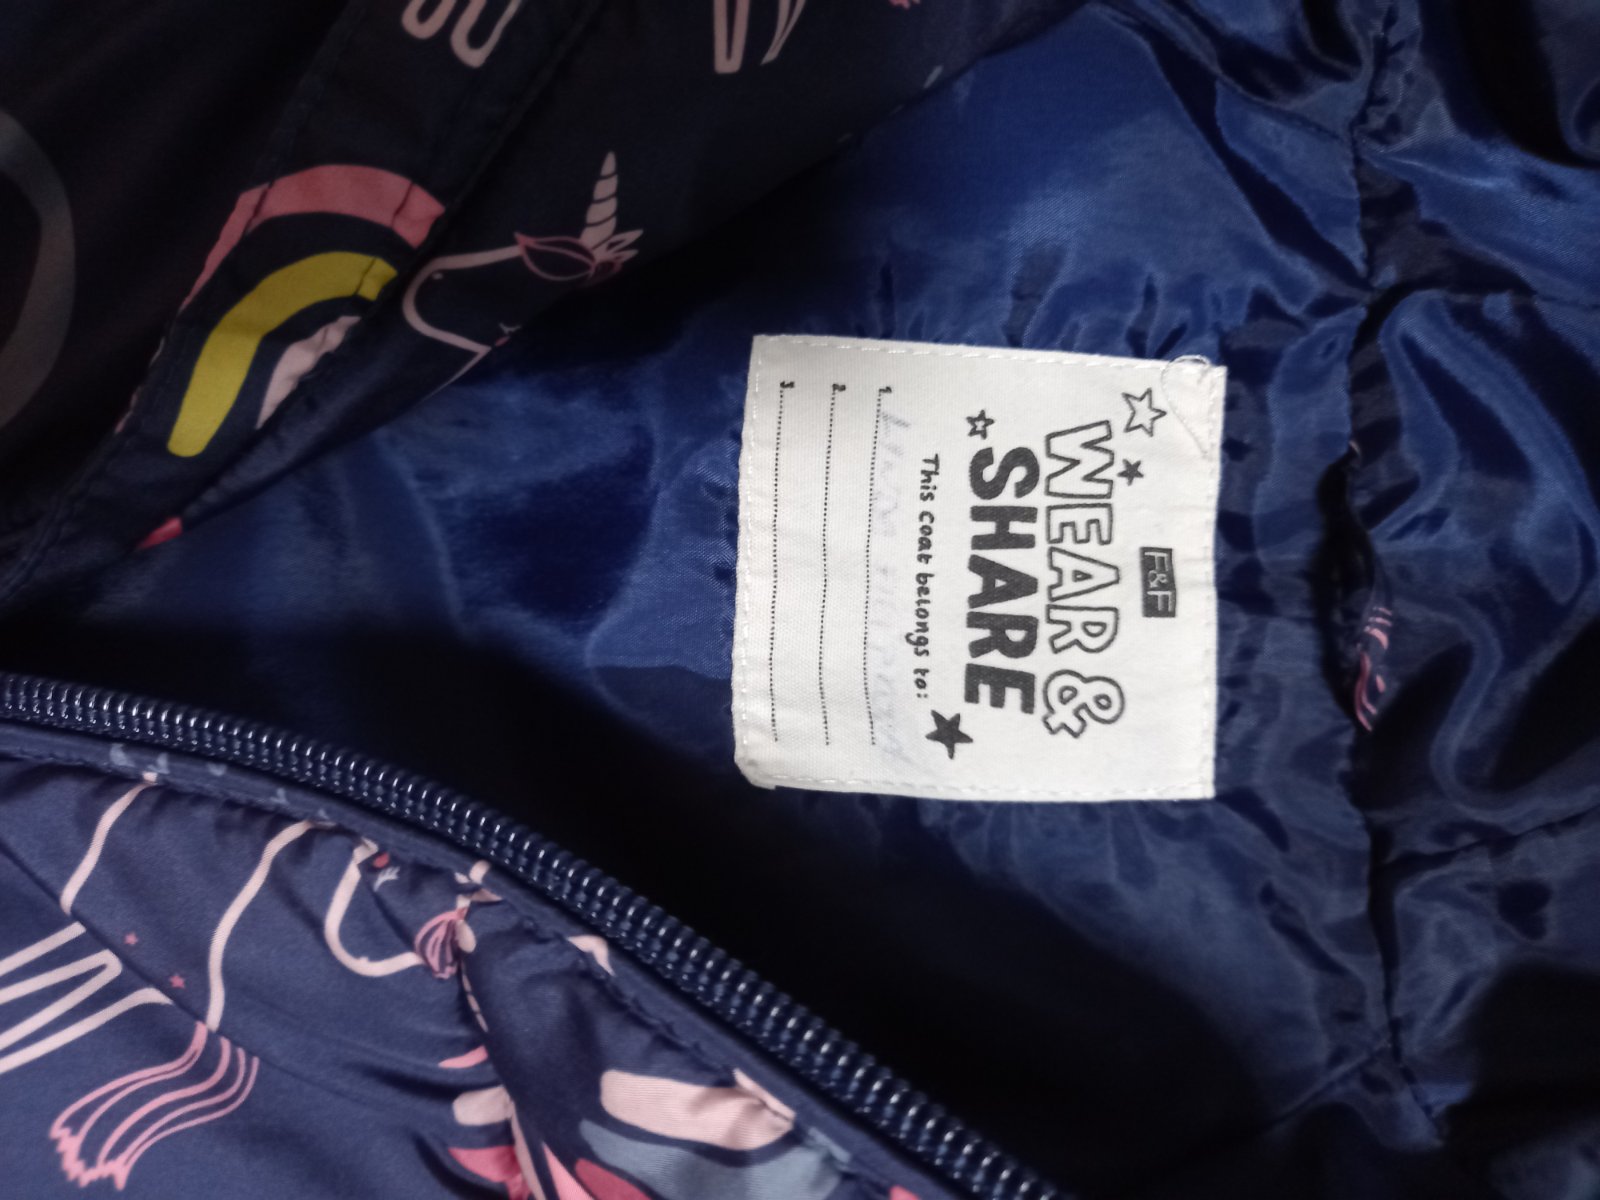 F&F
WEAR &
SHARE
This coat belongs to:
1.
2.
3.